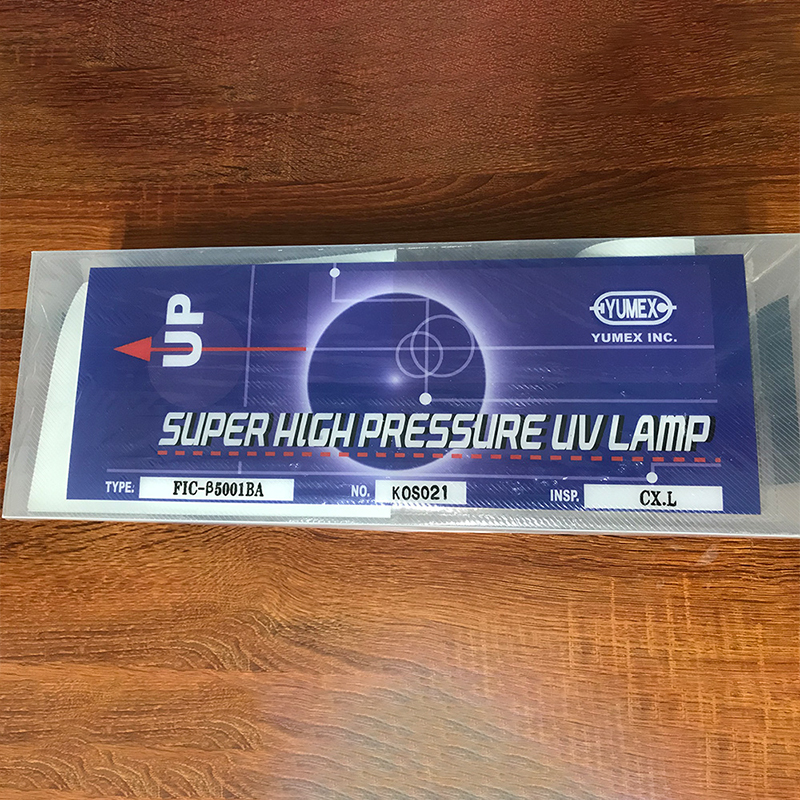 UP
YUMEX
YUMEX INC.
SUPER HIGH PRESSURE UV LAMP
TYPE. FIC-β5001BA NO. KOS021 INSP. CX.L